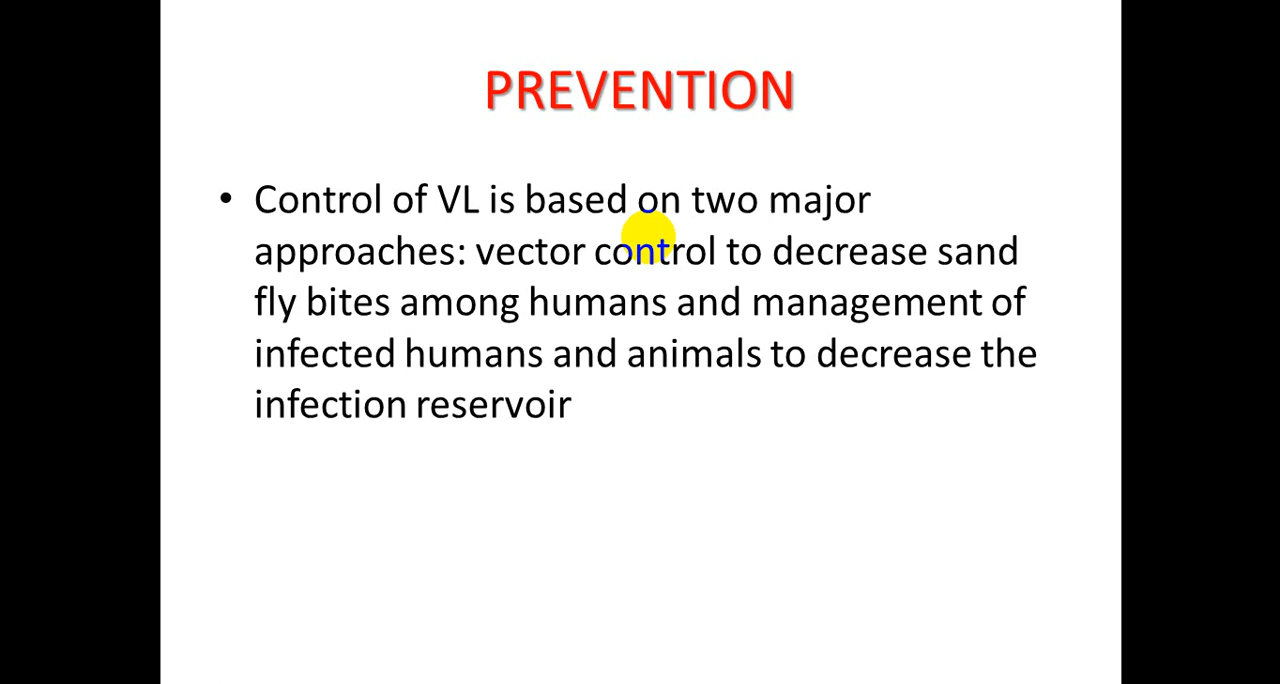 PREVENTION
• Control of VL is based on two major
approaches: vector control to decrease sand
fly bites among humans and management of
infected humans and animals to decrease the
infection reservoir